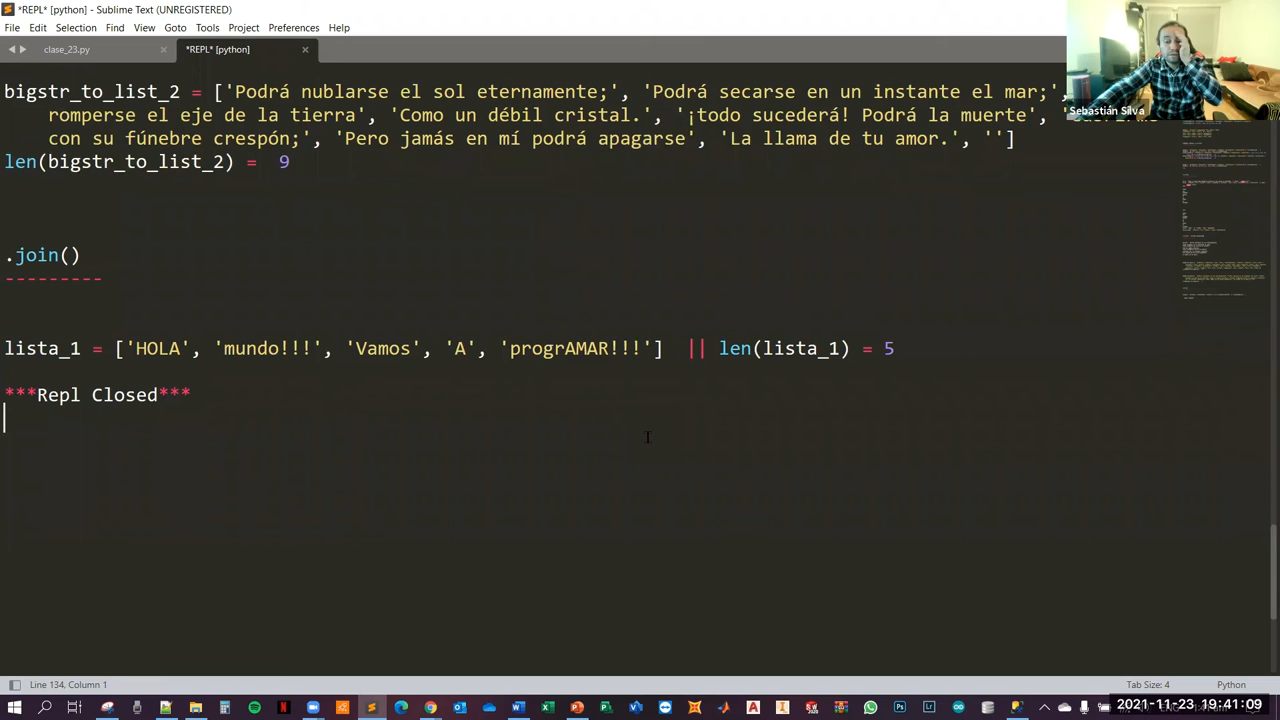 *REPL* [python] - Sublime Text (UNREGISTERED)
File Edit Selection Find View Goto Tools Project Preferences Help
clase_23.py
*REPL* [python]
Sebastián Silva
bigstr_to_list_2 = ['Podrá nublarse el sol eternamente;', 'Podrá secarse en un instante el mar;',
romperse el eje de la tierra', 'Como un débil cristal.', '¡todo sucederá! Podrá la muerte',
con su fúnebre crespón;', 'Pero jamás en mí podrá apagarse', 'La llama de tu amor.', '']
len(bigstr_to_list_2) = 9
.join()
---------
lista_1 = ['HOLA', 'mundo!!!', 'Vamos', 'A', 'progrAMAR!!!'] || len(lista_1) = 5
***Repl Closed***
Line 134, Column 1
Tab Size: 4
Python
2021-11-23 19:41:09